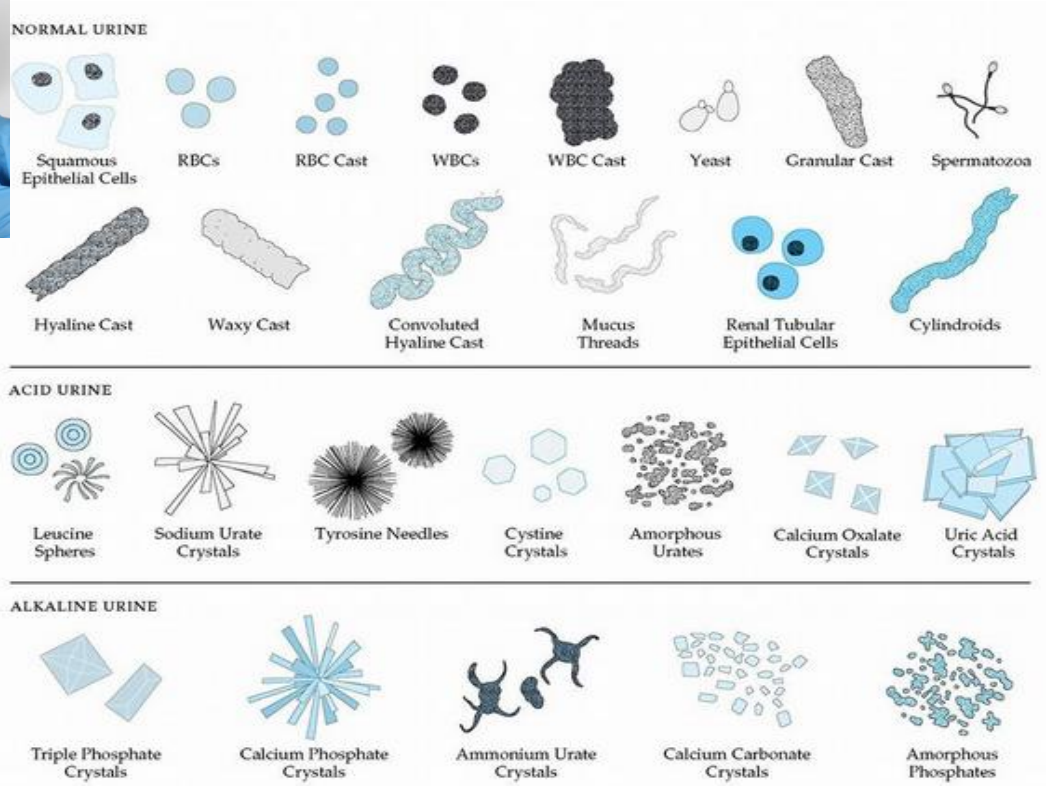 NORMAL URINE
Squamous
Epithelial Cells
RBCs
RBC Cast
WBCs
WBC Cast
Yeast
Granular Cast
Spermatozoa
Hyaline Cast
Waxy Cast
Convoluted
Hyaline Cast
Mucus
Threads
Renal Tubular
Epithelial Cells
Cylindroids
ACID URINE
Leucine
Spheres
Sodium Urate
Crystals
Tyrosine Needles
Cystine
Crystals
Amorphous
Urates
Calcium Oxalate
Crystals
Uric Acid
Crystals
ALKALINE URINE
Triple Phosphate
Crystals
Calcium Phosphate
Crystals
Ammonium Urate
Crystals
Calcium Carbonate
Crystals
Amorphous
Phosphates